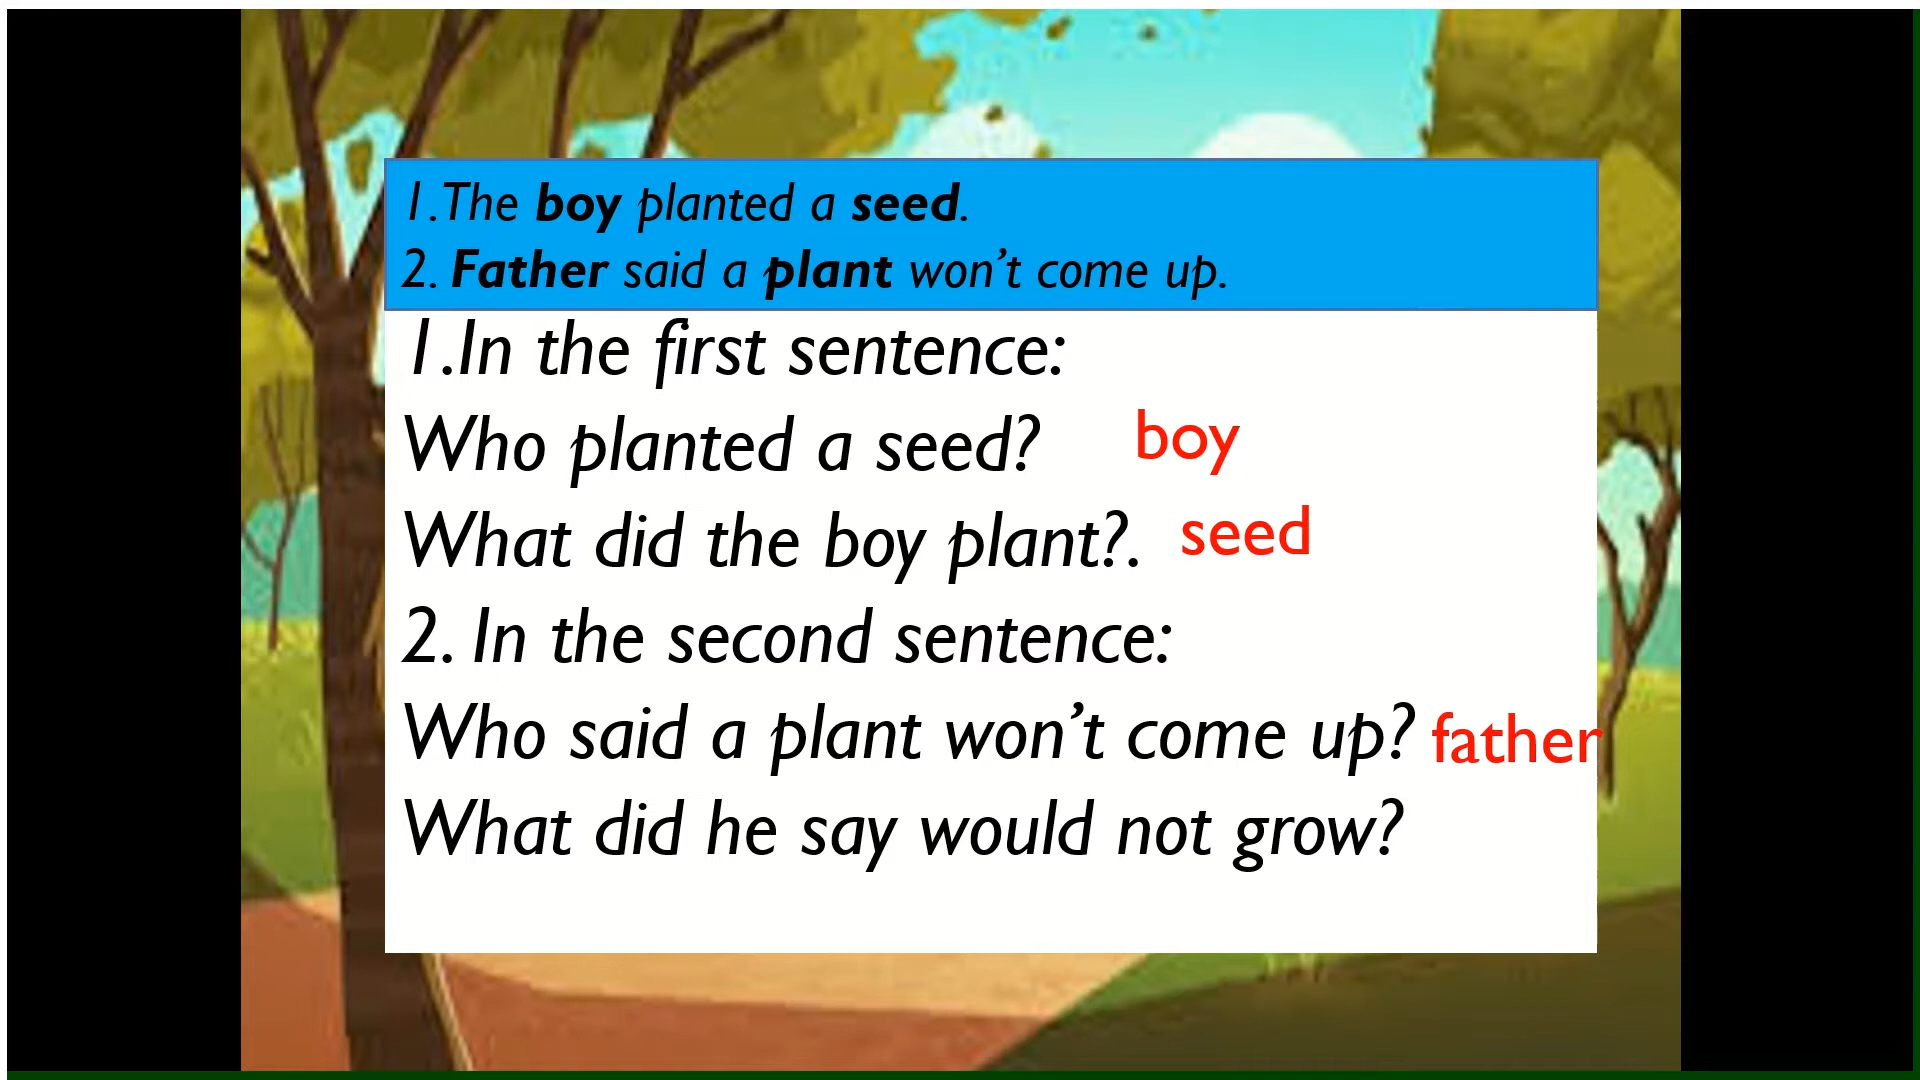 1.The boy planted a seed.
2. Father said a plant won’t come up.
1.In the first sentence:
Who planted a seed? boy
What did the boy plant?. seed
2. In the second sentence:
Who said a plant won’t come up? father
What did he say would not grow?